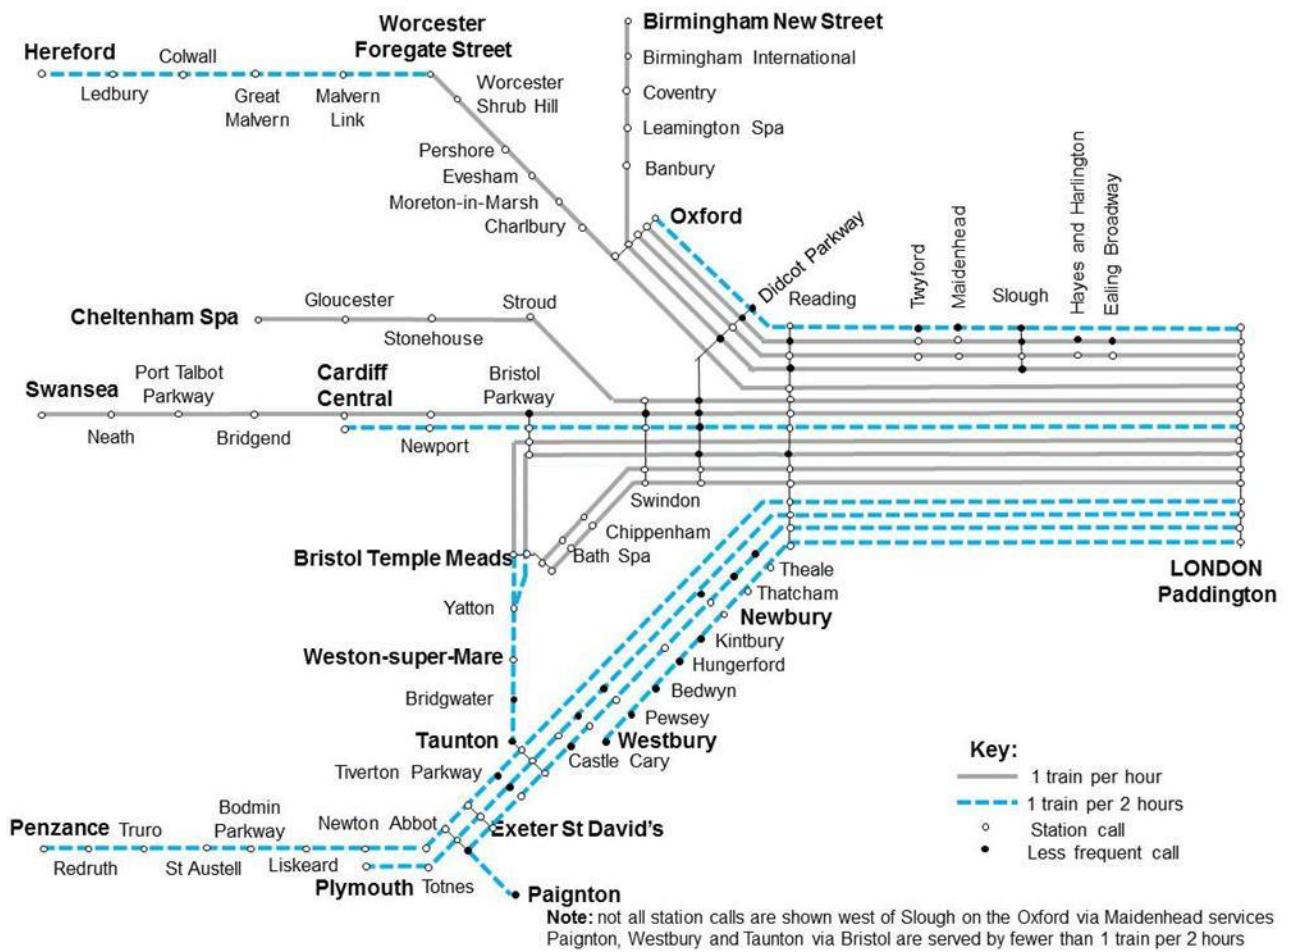 Birmingham New Street
Worcester
Foregate Street
Hereford
Colwall
Birmingham International
Ledbury
Great
Malvern
Malvern
Link
Worcester
Shrub Hill
Coventry
Leamington Spa
Pershore
Banbury
Evesham
Moreton-in-Marsh
Charlbury
Oxford
Didcot Parkway
Reading
Twyford
Maidenhead
Slough
Hayes and Harlington
Ealing Broadway
Cheltenham Spa
Gloucester
Stonehouse
Stroud
Swansea
Port Talbot
Parkway
Cardiff
Central
Bristol
Parkway
Neath
Bridgend
Newport
Swindon
Chippenham
Bristol Temple Meads
Bath Spa
Theale
LONDON
Paddington
Thatcham
Yatton
Newbury
Kintbury
Weston-super-Mare
Hungerford
Bedwyn
Bridgwater
Pewsey
Taunton
Westbury
Castle Cary
Tiverton Parkway
Key:
1 train per hour
1 train per 2 hours
Station call
Less frequent call
Penzance
Truro
Bodmin
Parkway
Newton Abbot
Exeter St David's
Redruth
St Austell
Liskeard
Plymouth
Totnes
Paignton
Note: not all station calls are shown west of Slough on the Oxford via Maidenhead services
Paignton, Westbury and Taunton via Bristol are served by fewer than 1 train per 2 hours